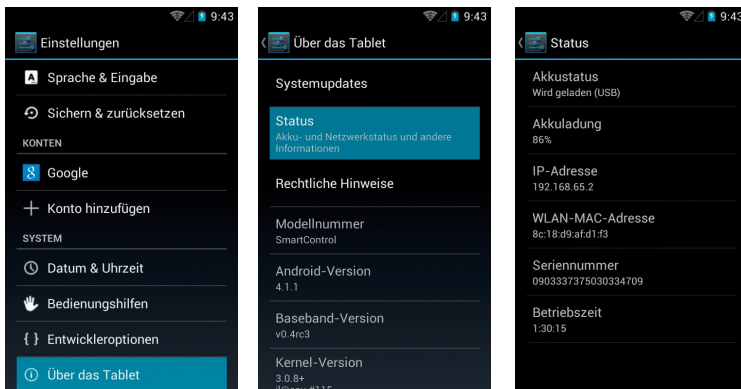 9:43
Einstellungen
Sprache & Eingabe
Sichern & zurücksetzen
KONTEN
Google
Konto hinzufügen
SYSTEM
Datum & Uhrzeit
Bedienungshilfen
{ } Entwickleroptionen
Über das Tablet
9:43
Über das Tablet
Systemupdates
Status
Akku- und Netzwerkstatus und andere
Informationen
Rechtliche Hinweise
Modellnummer
SmartControl
Android-Version
4.1.1
Baseband-Version
v0.4rc3
Kernel-Version
3.0.8+
9:43
Status
Akkustatus
Wird geladen (USB)
Akkuladung
86%
IP-Adresse
192.168.65.2
WLAN-MAC-Adresse
8c:18:d9:af:d1:f3
Seriennummer
0903337375030334709
Betriebszeit
1:30:15